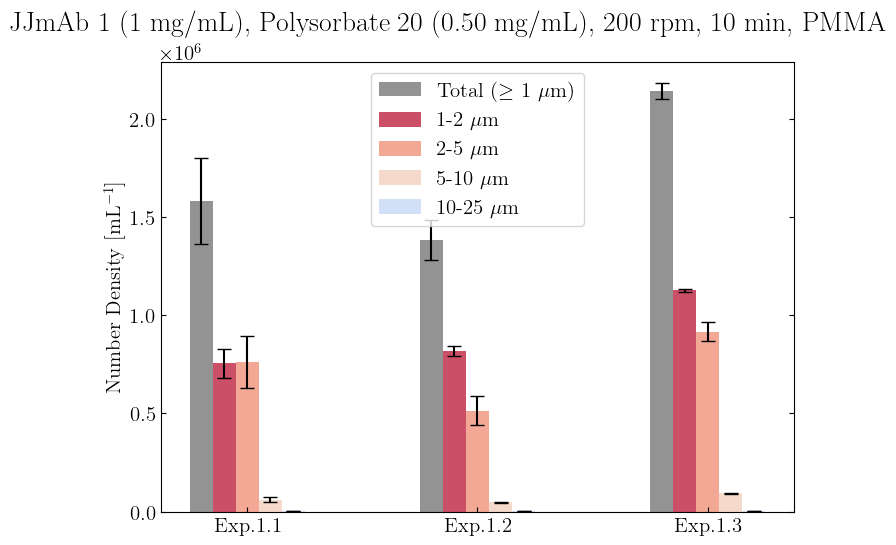 JJmAb 1 (1 mg/mL), Polysorbate 20 (0.50 mg/mL), 200 rpm, 10 min, PMMA
×10⁶
Total (≥ 1 μm)
1-2 μm
2-5 μm
5-10 μm
10-25 μm
Number Density [mL⁻¹]
2.0
1.5
1.0
0.5
0.0
Exp.1.1 Exp.1.2 Exp.1.3